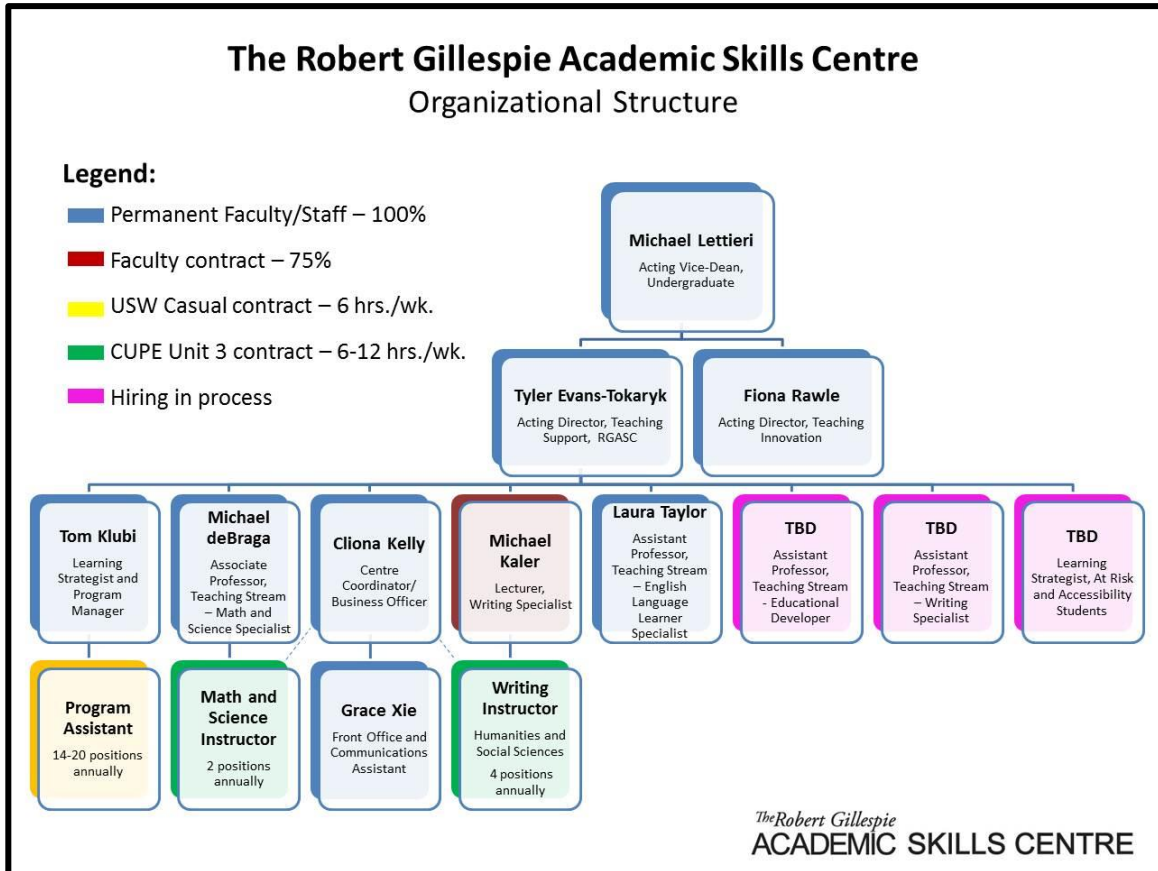 The Robert Gillespie Academic Skills Centre
Organizational Structure
Legend:
Permanent Faculty/Staff – 100%
Faculty contract – 75%
USW Casual contract – 6 hrs./wk.
CUPE Unit 3 contract – 6-12 hrs./wk.
Hiring in process
Michael Lettieri
Acting Vice-Dean,
Undergraduate
Tyler Evans-Tokaryk
Acting Director, Teaching
Support, RGASC
Fiona Rawle
Acting Director, Teaching
Innovation
Tom Klubi
Learning
Strategist and
Program
Manager
Michael
deBraga
Associate
Professor,
Teaching Stream
– Math and
Science Specialist
Cliona Kelly
Centre
Coordinator/
Business Officer
Michael
Kaler
Lecturer,
Writing Specialist
Laura Taylor
Assistant
Professor,
Teaching Stream
– English
Language
Learner
Specialist
TBD
Assistant
Professor,
Teaching Stream
- Educational
Developer
TBD
Assistant
Professor,
Teaching Stream
– Writing
Specialist
TBD
Learning
Strategist, At Risk
and Accessibility
Students
Program
Assistant
14-20 positions
annually
Math and
Science
Instructor
2 positions
annually
Grace Xie
Front Office and
Communications
Assistant
Writing
Instructor
Humanities and
Social Sciences
4 positions
annually
The Robert Gillespie
ACADEMIC SKILLS CENTRE